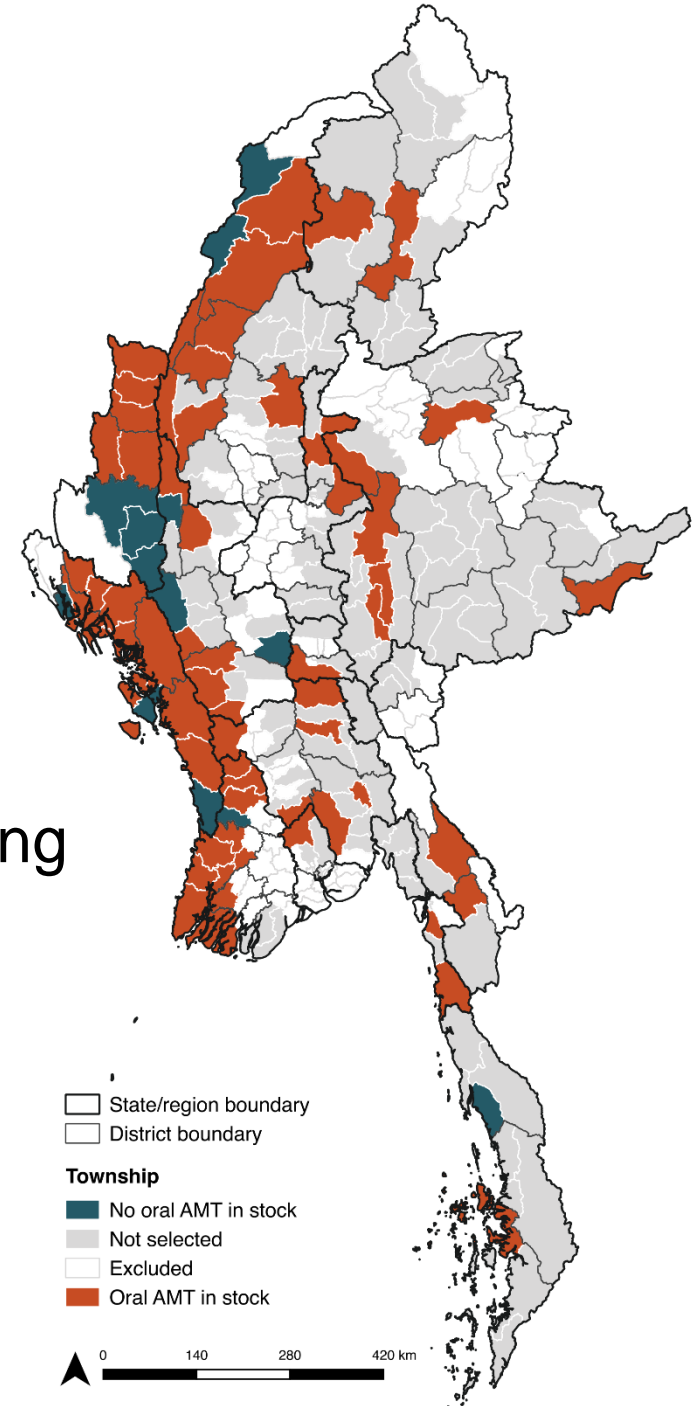 ng
State/region boundary
District boundary
Township
No oral AMT in stock
Not selected
Excluded
Oral AMT in stock
0 140 280 420 km